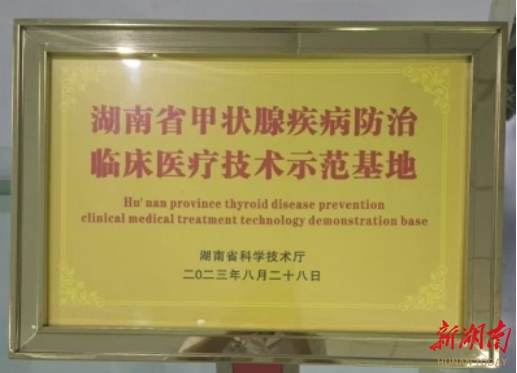 湖南省甲状腺疾病防治
临床医疗技术示范基地
Hu'nan province thyroid disease prevention
clinical medical treatment technology demonstration base
湖南省科学技术厅
二〇二三年八月二十八日
新湖南
HUNAN TODAY